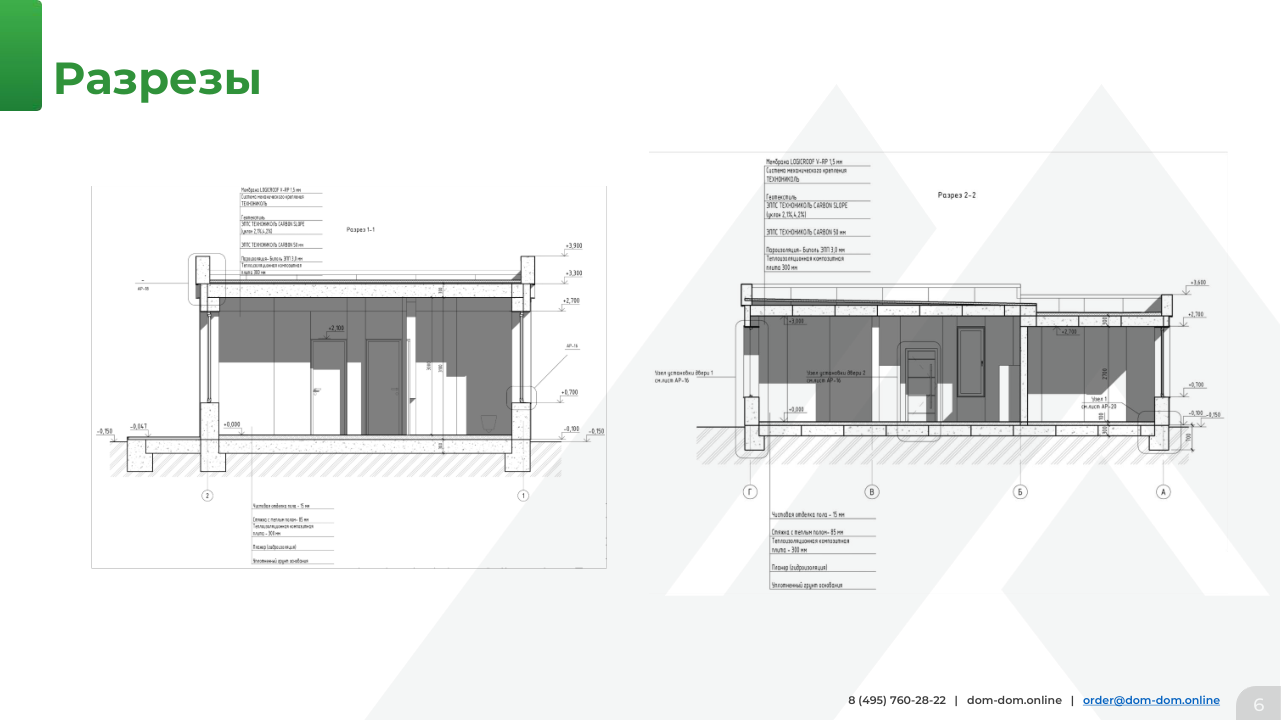 Разрезы
Мембрана LOGICROOF V-RP 1,5 мм
Система механического крепления
ТЕХНОНИКОЛЬ
Геотекстиль
ЭППС ТЕХНОНИКОЛЬ CARBON SLOPE
(уклон 2,1%,4,2%)
ЭППС ТЕХНОНИКОЛЬ CARBON 50 мм
Пароизоляция- Биполь ЭПП 3,0 мм
Теплоизоляционная композитная
плита 300 мм
Разрез 1-1
+3,900
+3,300
+2,700
+2,100
АР-16
+0,700
+0,000
-0,150
-0,047
-0,100
-0,150
2
1
Чистовая отделка пола - 15 мм
Стяжка с теплым полом- 85 мм
Теплоизоляционная композитная
плита - 300 мм
Плантер (гидроизоляция)
Уплотненный грунт основания
Мембрана LOGICROOF V-RP 1,5 мм
Система механического крепления
ТЕХНОНИКОЛЬ
Геотекстиль
ЭППС ТЕХНОНИКОЛЬ CARBON SLOPE
(уклон 2,1%,4,2%)
ЭППС ТЕХНОНИКОЛЬ CARBON 50 мм
Пароизоляция- Биполь ЭПП 3,0 мм
Теплоизоляционная композитная
плита 300 мм
Разрез 2-2
+3,600
+3,000
+2,700
+2,700
300
2700
Узел установки двери 1
см.лист АР-16
Узел установки двери 2
см.лист АР-16
+0,700
Узел 1
см.лист АР-20
+0,000
-0,100
-0,150
100
300
700
Г
В
Б
А
Чистовая отделка пола - 15 мм
Стяжка с теплым полом- 85 мм
Теплоизоляционная композитная
плита - 300 мм
Плантер (гидроизоляция)
Уплотненный грунт основания
8 (495) 760-28-22 | dom-dom.online | order@dom-dom.online
6